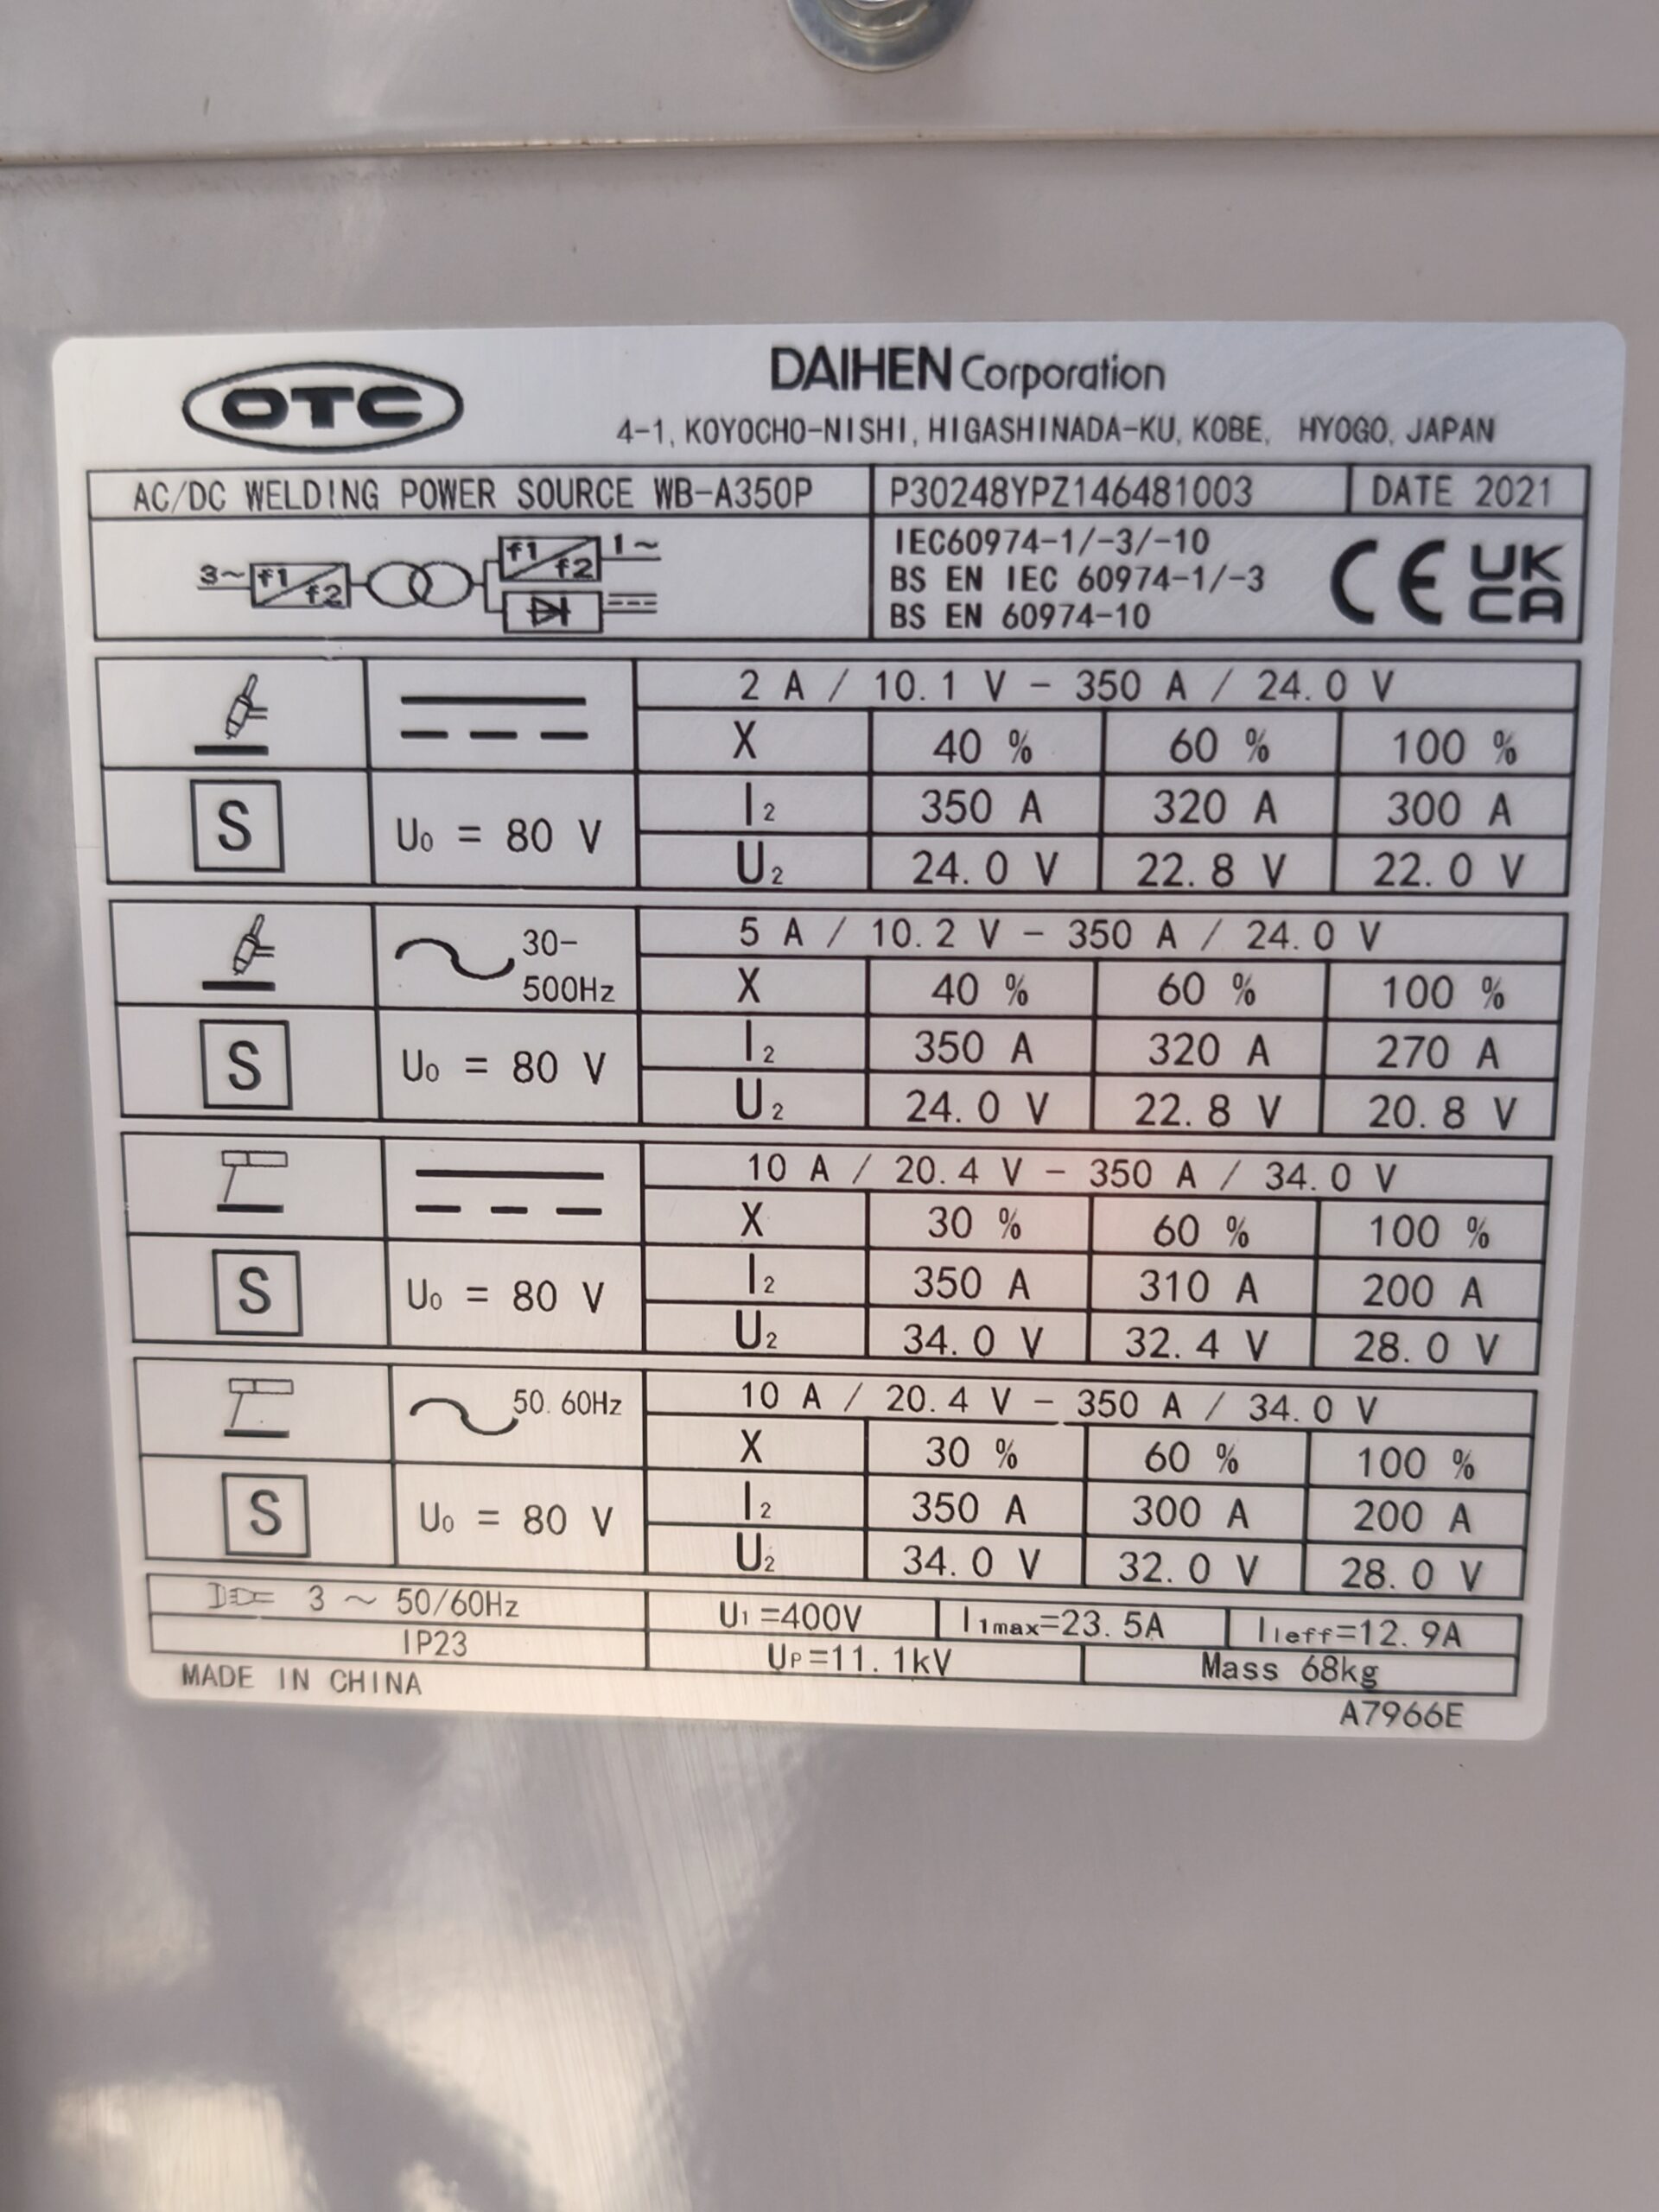 OTC
DAIHEN Corporation
4-1, KOYOCHO-NISHI, HIGASHINADA-KU, KOBE, HYOGO, JAPAN
AC/DC WELDING POWER SOURCE WB-A350P P30248YPZ146481003 DATE 2021
3~ f1 f2 f1 f2 1~
IEC60974-1/-3/-10
BS EN IEC 60974-1/-3
BS EN 60974-10
CE UK CA
2 A / 10.1 V - 350 A / 24.0 V
X 40 % 60 % 100 %
S U0 = 80 V
I2 350 A 320 A 300 A
U2 24.0 V 22.8 V 22.0 V
30-500Hz
5 A / 10.2 V - 350 A / 24.0 V
X 40 % 60 % 100 %
S U0 = 80 V
I2 350 A 320 A 270 A
U2 24.0 V 22.8 V 20.8 V
10 A / 20.4 V - 350 A / 34.0 V
X 30 % 60 % 100 %
S U0 = 80 V
I2 350 A 310 A 200 A
U2 34.0 V 32.4 V 28.0 V
50.60Hz
10 A / 20.4 V - 350 A / 34.0 V
X 30 % 60 % 100 %
S U0 = 80 V
I2 350 A 300 A 200 A
U2 34.0 V 32.0 V 28.0 V
3 ~ 50/60Hz U1=400V I1max=23.5A I1eff=12.9A
IP23 UP=11.1kV Mass 68kg
MADE IN CHINA
A7966E